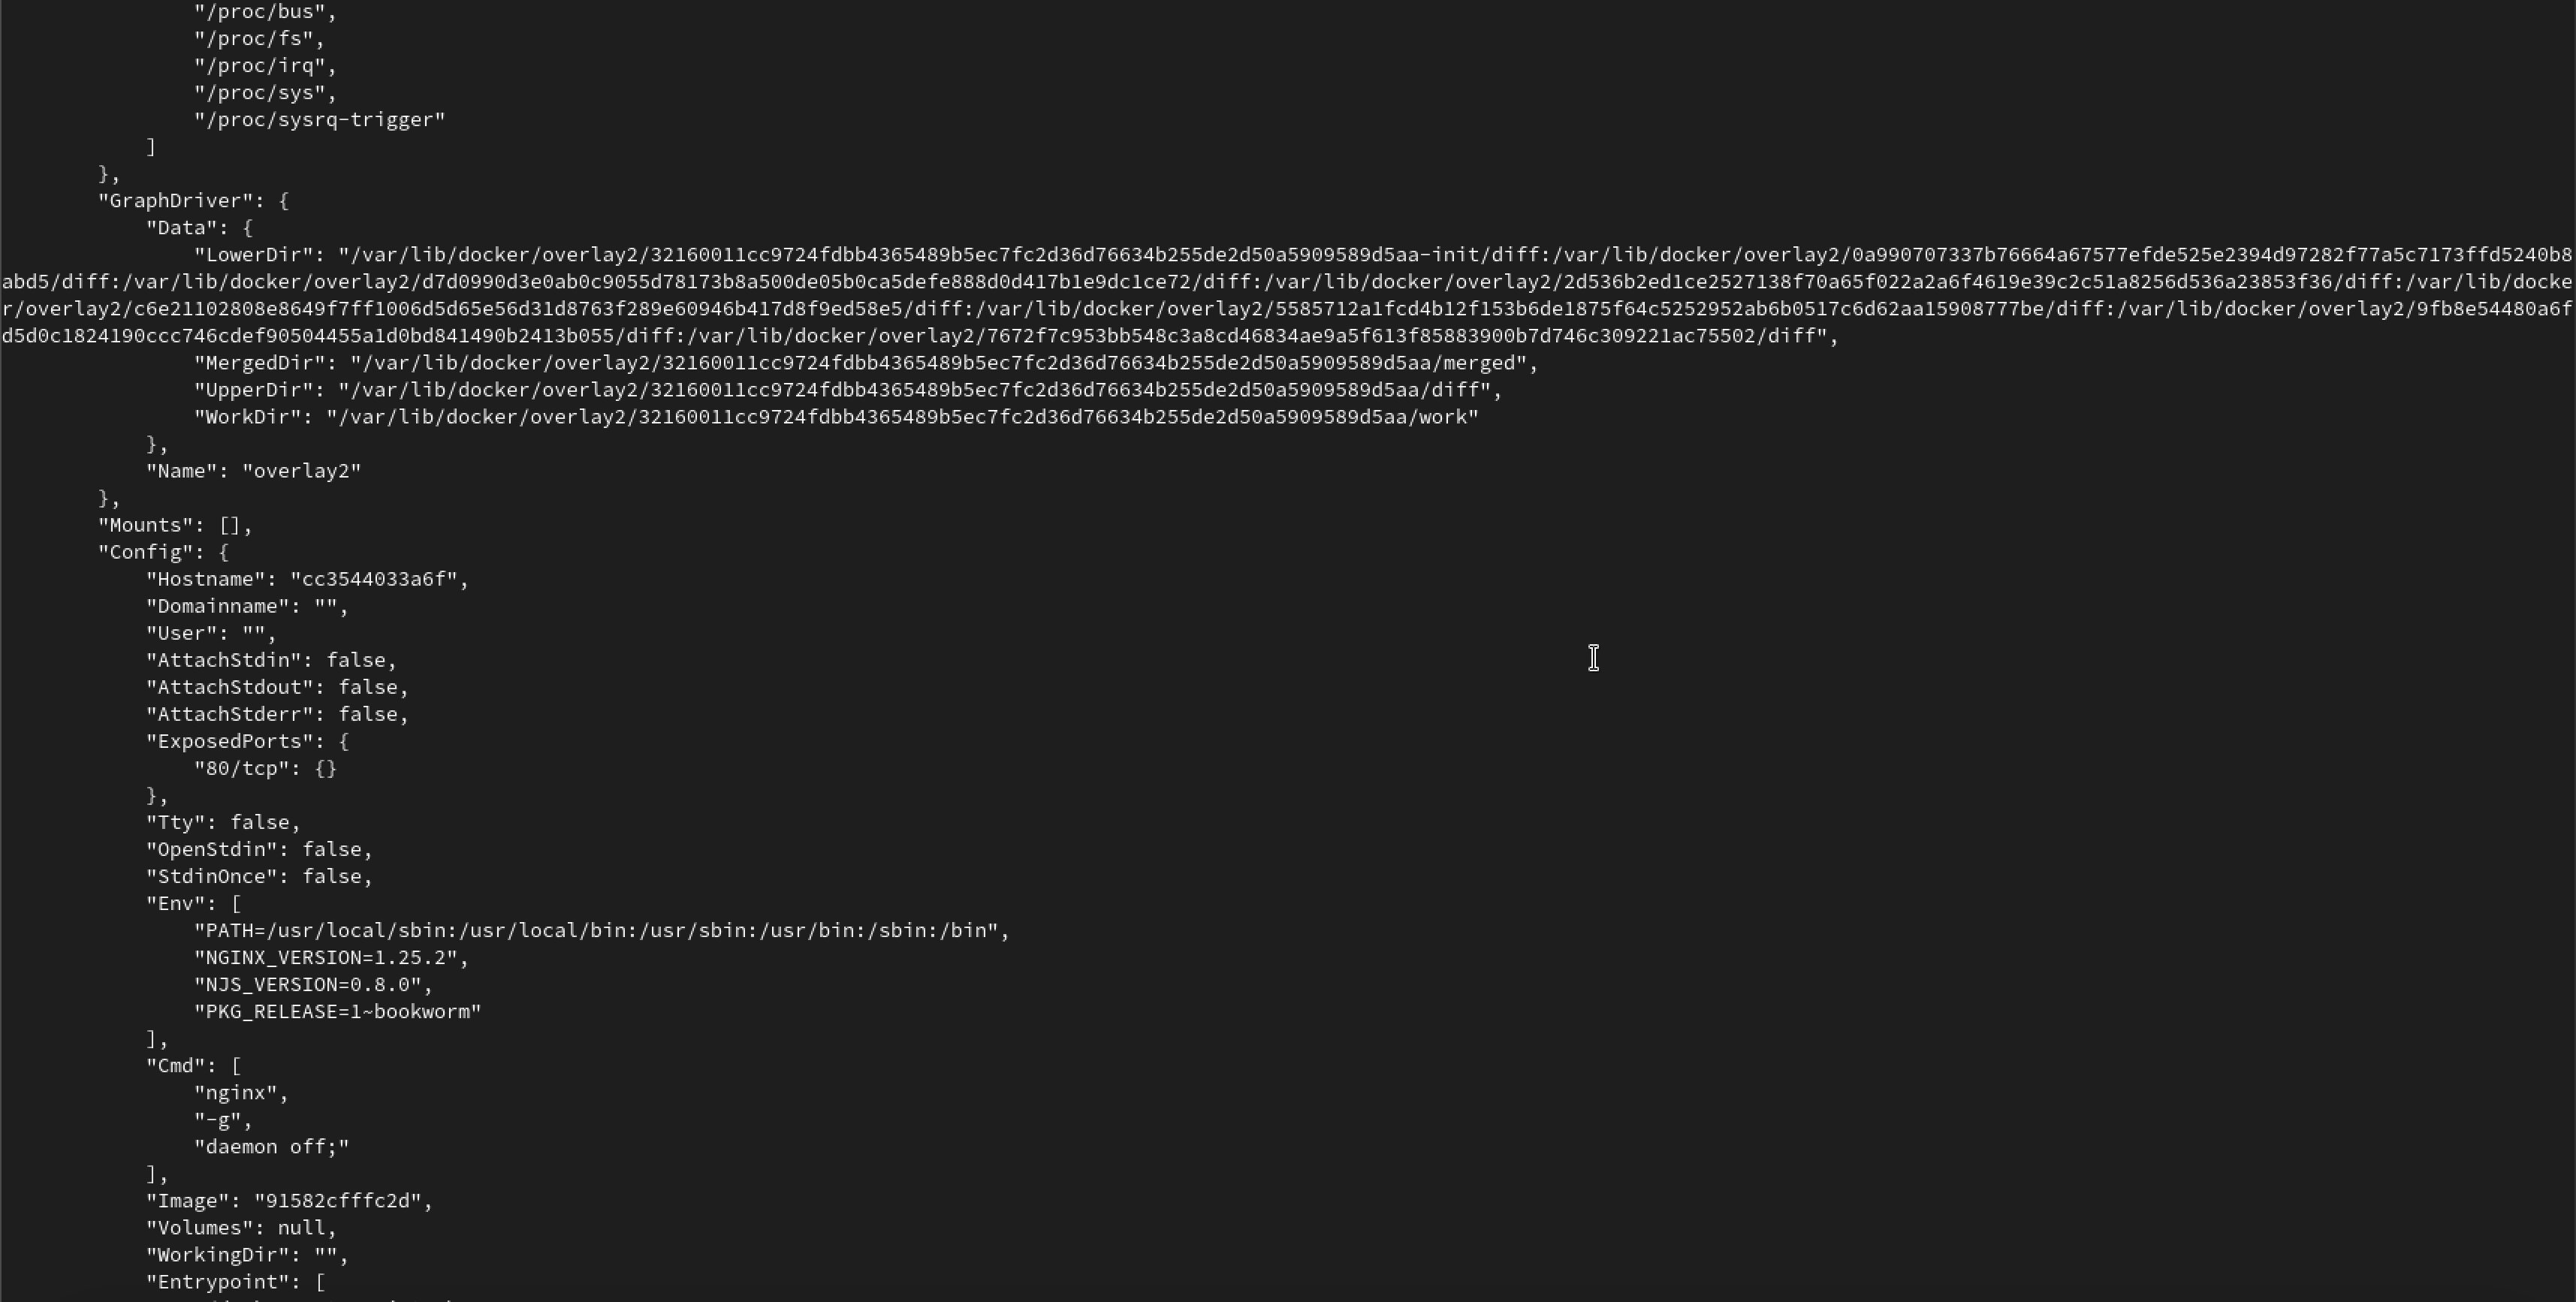 "/proc/bus",
"/proc/fs",
"/proc/irq",
"/proc/sys",
"/proc/sysrq-trigger"
]
},
"GraphDriver": {
"Data": {
"LowerDir": "/var/lib/docker/overlay2/32160011cc9724fdbb4365489b5ec7fc2d36d76634b255de2d50a5909589d5aa-init/diff:/var/lib/docker/overlay2/0a990707337b76664a67577efde525e2394d97282f77a5c7173ffd5240b8
abd5/diff:/var/lib/docker/overlay2/d7d0990d3e0ab0c9055d78173b8a500de05b0ca5defe888d0d417b1e9dc1ce72/diff:/var/lib/docker/overlay2/2d536b2ed1ce2527138f70a65f022a2a6f4619e39c2c51a8256d536a23853f36/diff:/var/lib/docke
r/overlay2/c6e21102808e8649f7ff1006d5d65e56d31d8763f289e60946b417d8f9ed58e5/diff:/var/lib/docker/overlay2/5585712a1fcd4b12f153b6de1875f64c5252952ab6b0517c6d62aa15908777be/diff:/var/lib/docker/overlay2/9fb8e54480a6f
d5d0c1824190ccc746cdef90504455a1d0bd841490b2413b055/diff:/var/lib/docker/overlay2/7672f7c953bb548c3a8cd46834ae9a5f613f85883900b7d746c309221ac75502/diff",
"MergedDir": "/var/lib/docker/overlay2/32160011cc9724fdbb4365489b5ec7fc2d36d76634b255de2d50a5909589d5aa/merged",
"UpperDir": "/var/lib/docker/overlay2/32160011cc9724fdbb4365489b5ec7fc2d36d76634b255de2d50a5909589d5aa/diff",
"WorkDir": "/var/lib/docker/overlay2/32160011cc9724fdbb4365489b5ec7fc2d36d76634b255de2d50a5909589d5aa/work"
},
"Name": "overlay2"
},
"Mounts": [],
"Config": {
"Hostname": "cc3544033a6f",
"Domainname": "",
"User": "",
"AttachStdin": false,
"AttachStdout": false,
"AttachStderr": false,
"ExposedPorts": {
"80/tcp": {}
},
"Tty": false,
"OpenStdin": false,
"StdinOnce": false,
"Env": [
"PATH=/usr/local/sbin:/usr/local/bin:/usr/sbin:/usr/bin:/sbin:/bin",
"NGINX_VERSION=1.25.2",
"NJS_VERSION=0.8.0",
"PKG_RELEASE=1~bookworm"
],
"Cmd": [
"nginx",
"-g",
"daemon off;"
],
"Image": "91582cfffc2d",
"Volumes": null,
"WorkingDir": "",
"Entrypoint": [